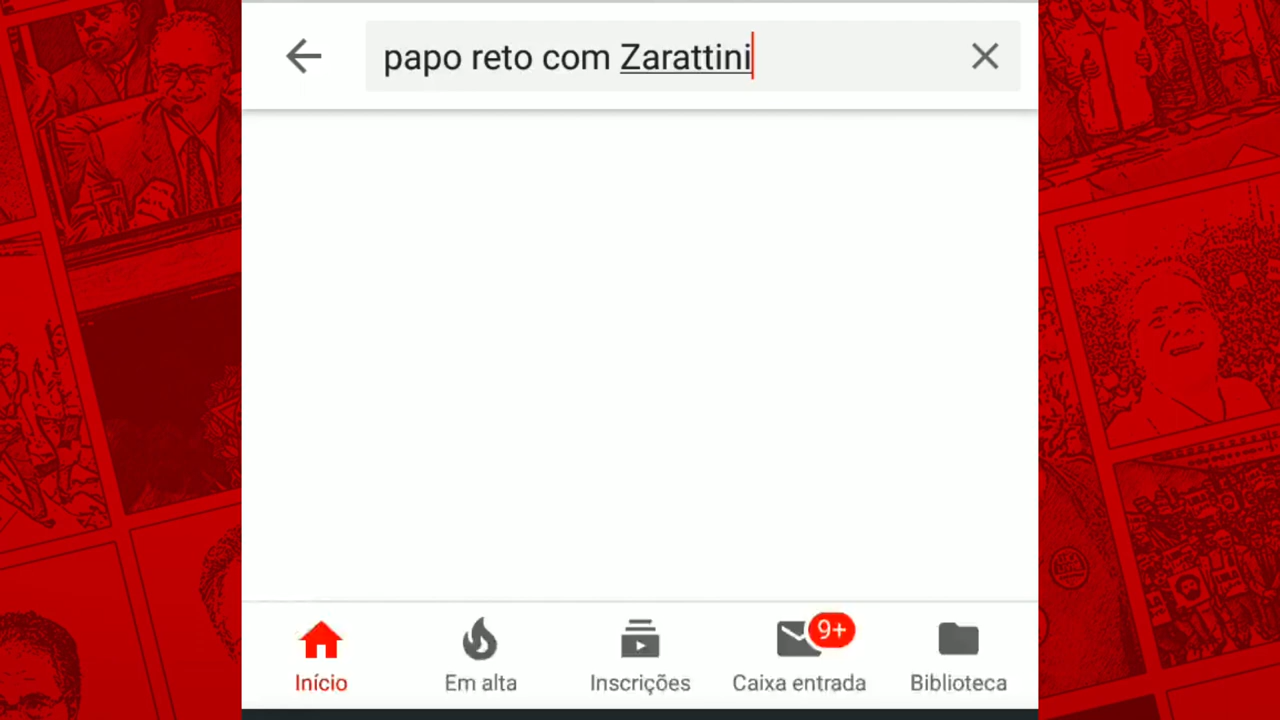 papo reto com Zarattini
9+
Início
Em alta
Inscrições
Caixa entrada
Biblioteca